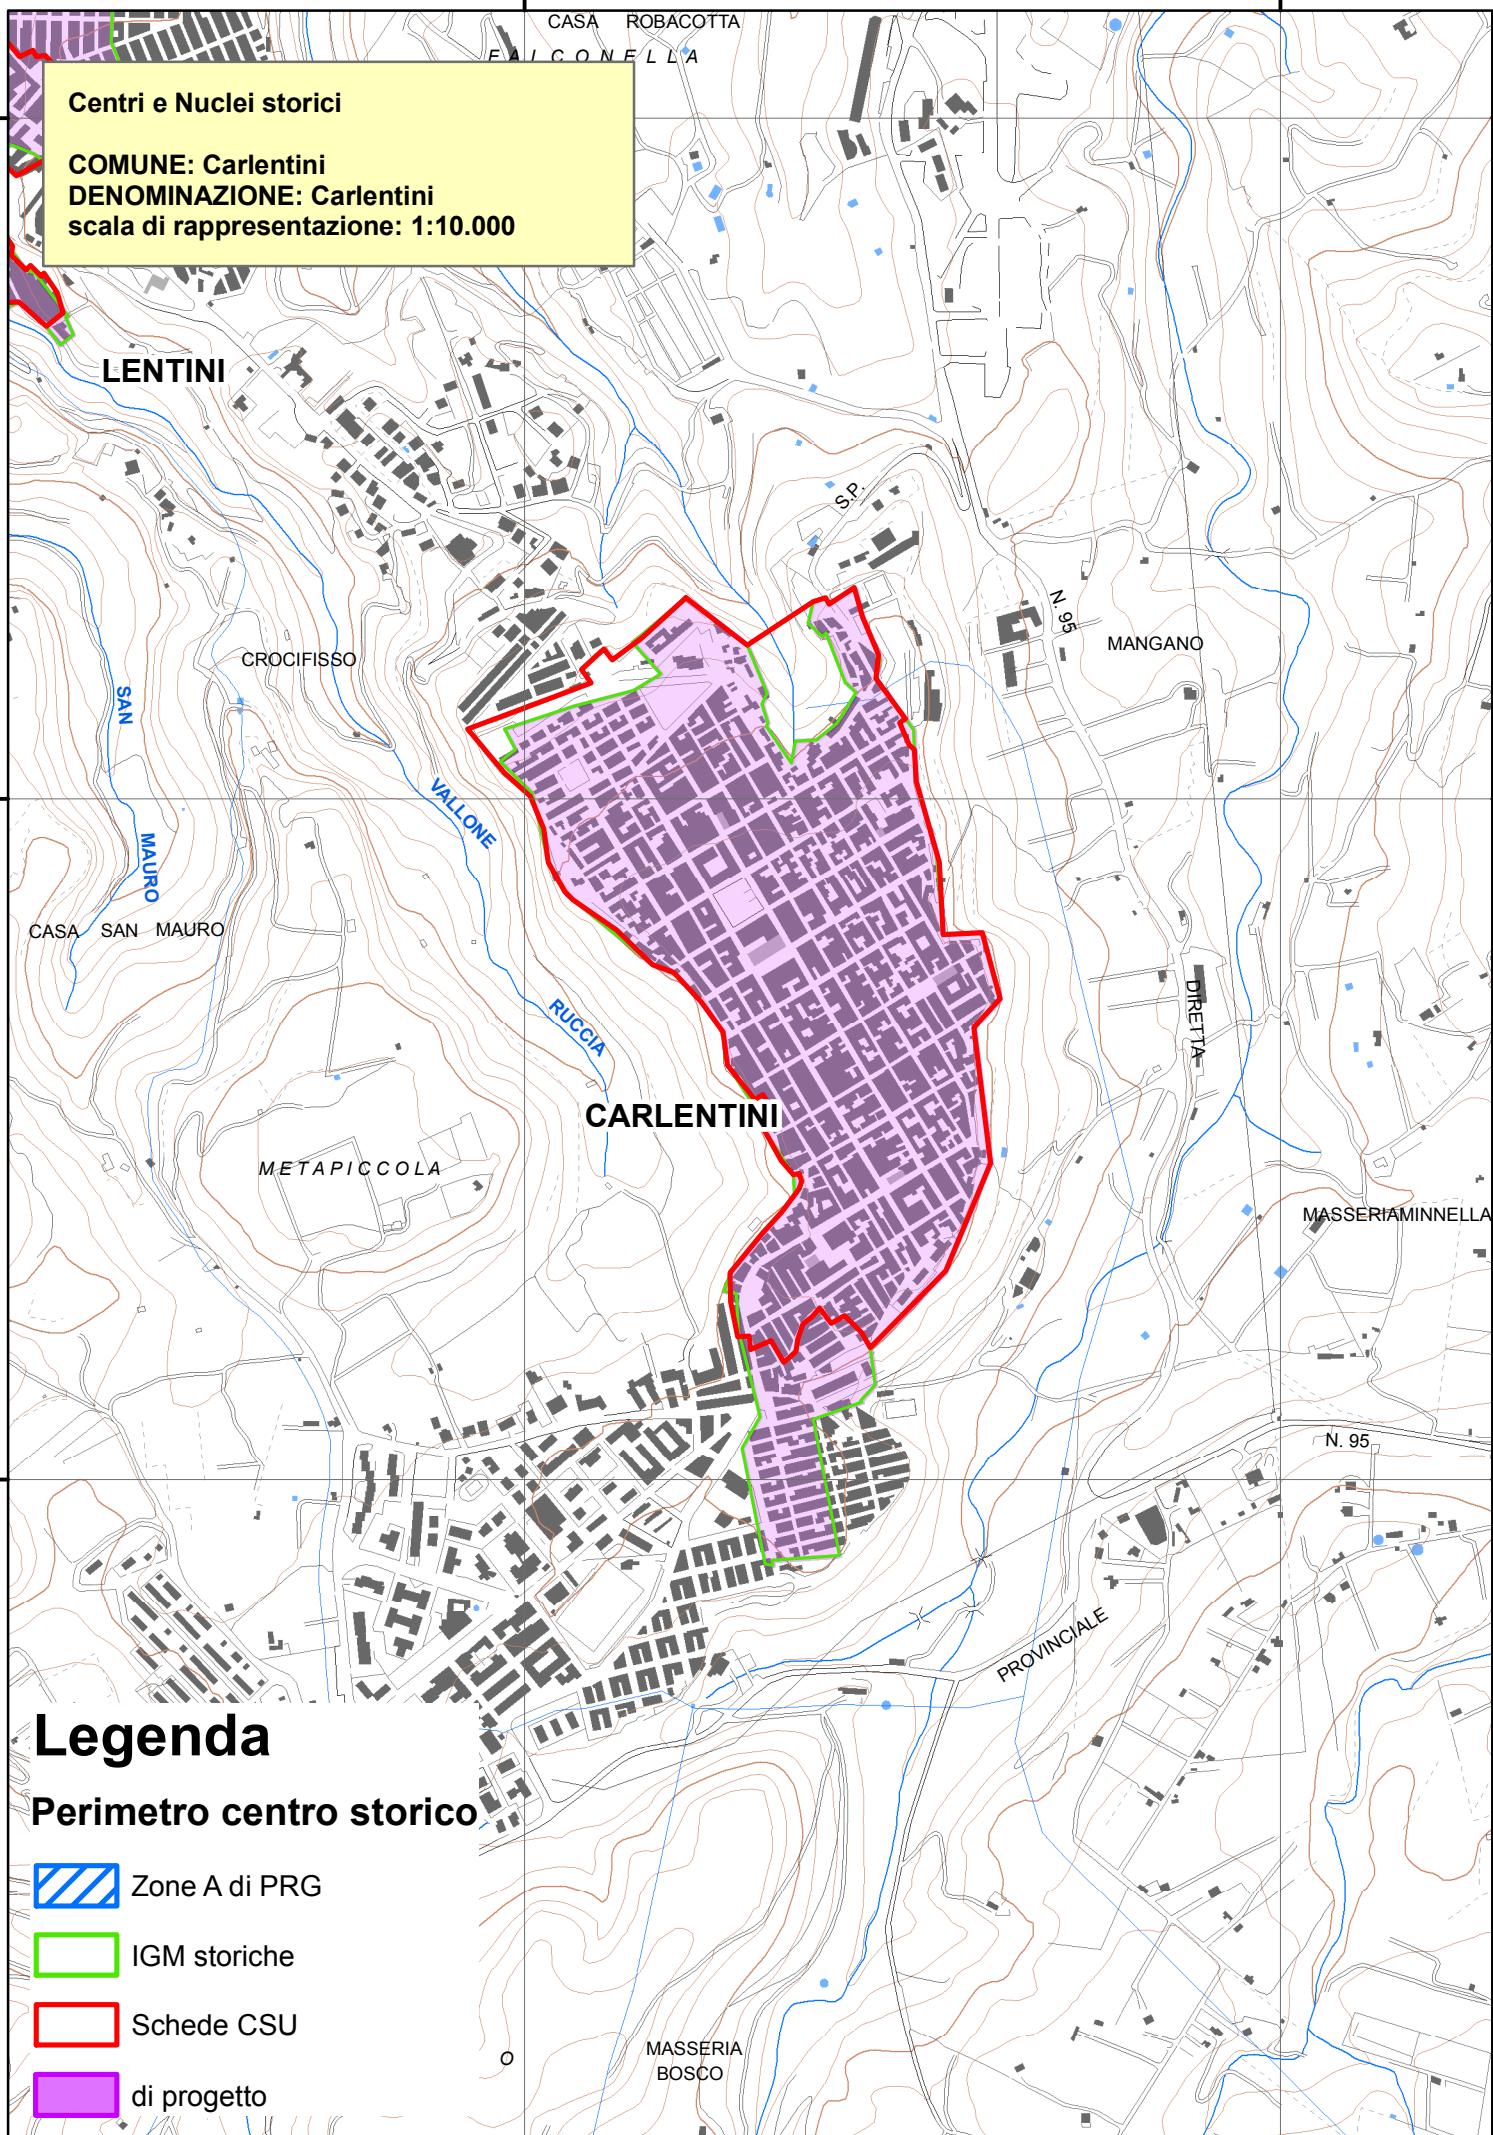 CASA ROBACOTTA
FALCONELLA
Centri e Nuclei storici
COMUNE: Carlentini
DENOMINAZIONE: Carlentini
scala di rappresentazione: 1:10.000
LENTINI
S.P.
N. 95
MANGANO
CROCIFISSO
SAN
MAURO
VALLONE
CASA SAN MAURO
RUCCIA
DIRETTA
CARLENTINI
METAPICCOLA
MASSERIAMINNELLA
N. 95
PROVINCIALE
Legenda
Perimetro centro storico
Zone A di PRG
IGM storiche
Schede CSU
di progetto
O
MASSERIA
BOSCO